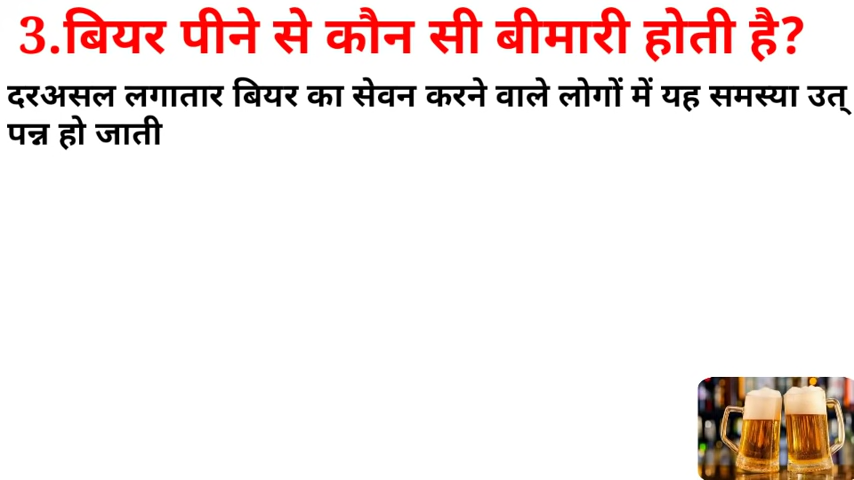 3.बियर पीने से कौन सी बीमारी होती है?
दरअसल लगातार बियर का सेवन करने वाले लोगों में यह समस्या उत्
पन्न हो जाती